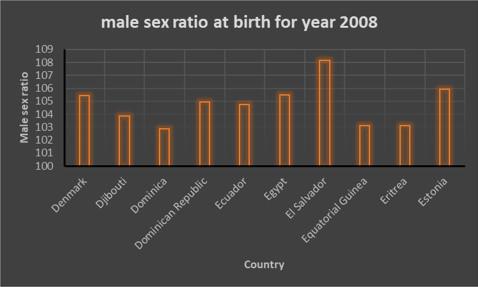 male sex ratio at birth for year 2008
Male sex ratio
109
108
107
106
105
104
103
102
101
100
Denmark
Djibouti
Dominica
Dominican Republic
Ecuador
Egypt
El Salvador
Equatorial Guinea
Eritrea
Estonia
Country